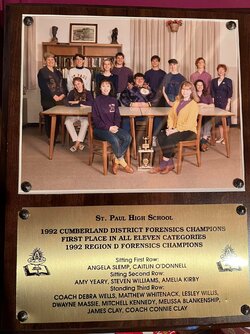 ST. PAUL HIGH SCHOOL
1992 CUMBERLAND DISTRICT FORENSICS CHAMPIONS
FIRST PLACE IN ALL ELEVEN CATEGORIES
1992 REGION D FORENSICS CHAMPIONS
Sitting First Row:
ANGELA SLEMP, CAITLIN O'DONNELL
Sitting Second Row:
AMY YEARY, STEVEN WILLIAMS, AMELIA KIRBY
Standing Third Row:
COACH DEBRA WELLS, MATTHEW WHITENACK, LESLEY WILLIS,
DWAYNE MASSIE, MITCHELL KENNEDY, MELISSA BLANKENSHIP,
JAMES CLAY, COACH CONNIE CLAY